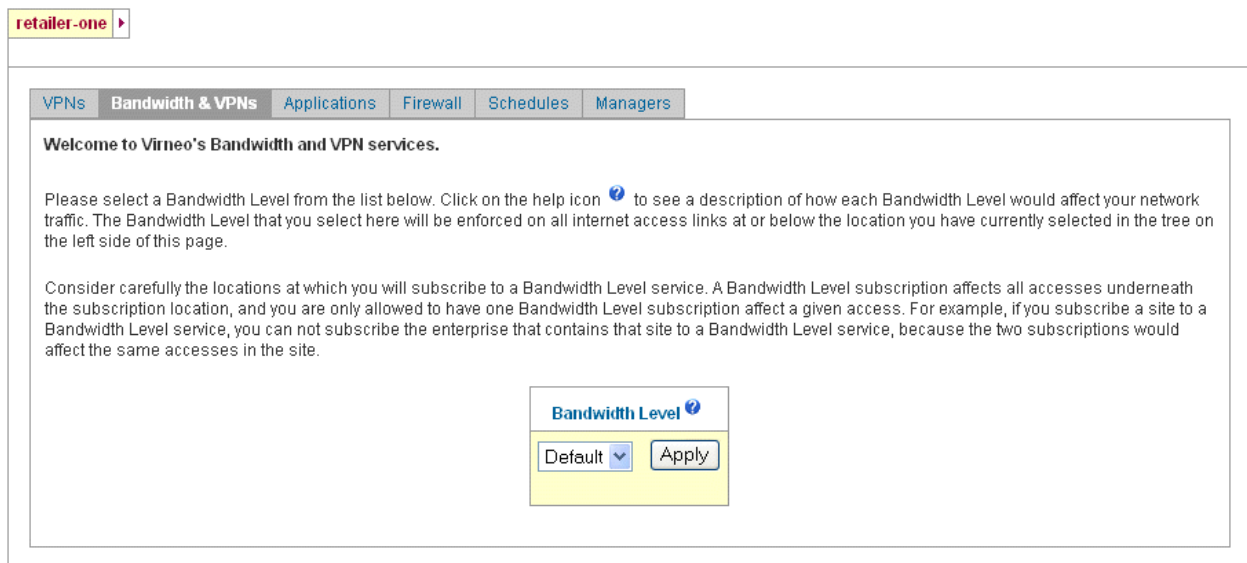 retailer-one
VPNs Bandwidth & VPNs Applications Firewall Schedules Managers
Welcome to Virneo's Bandwidth and VPN services.
Please select a Bandwidth Level from the list below. Click on the help icon ? to see a description of how each Bandwidth Level would affect your network
traffic. The Bandwidth Level that you select here will be enforced on all internet access links at or below the location you have currently selected in the tree on
the left side of this page.
Consider carefully the locations at which you will subscribe to a Bandwidth Level service. A Bandwidth Level subscription affects all accesses underneath
the subscription location, and you are only allowed to have one Bandwidth Level subscription affect a given access. For example, if you subscribe a site to a
Bandwidth Level service, you can not subscribe the enterprise that contains that site to a Bandwidth Level service, because the two subscriptions would
affect the same accesses in the site.
Bandwidth Level ?
Default Apply